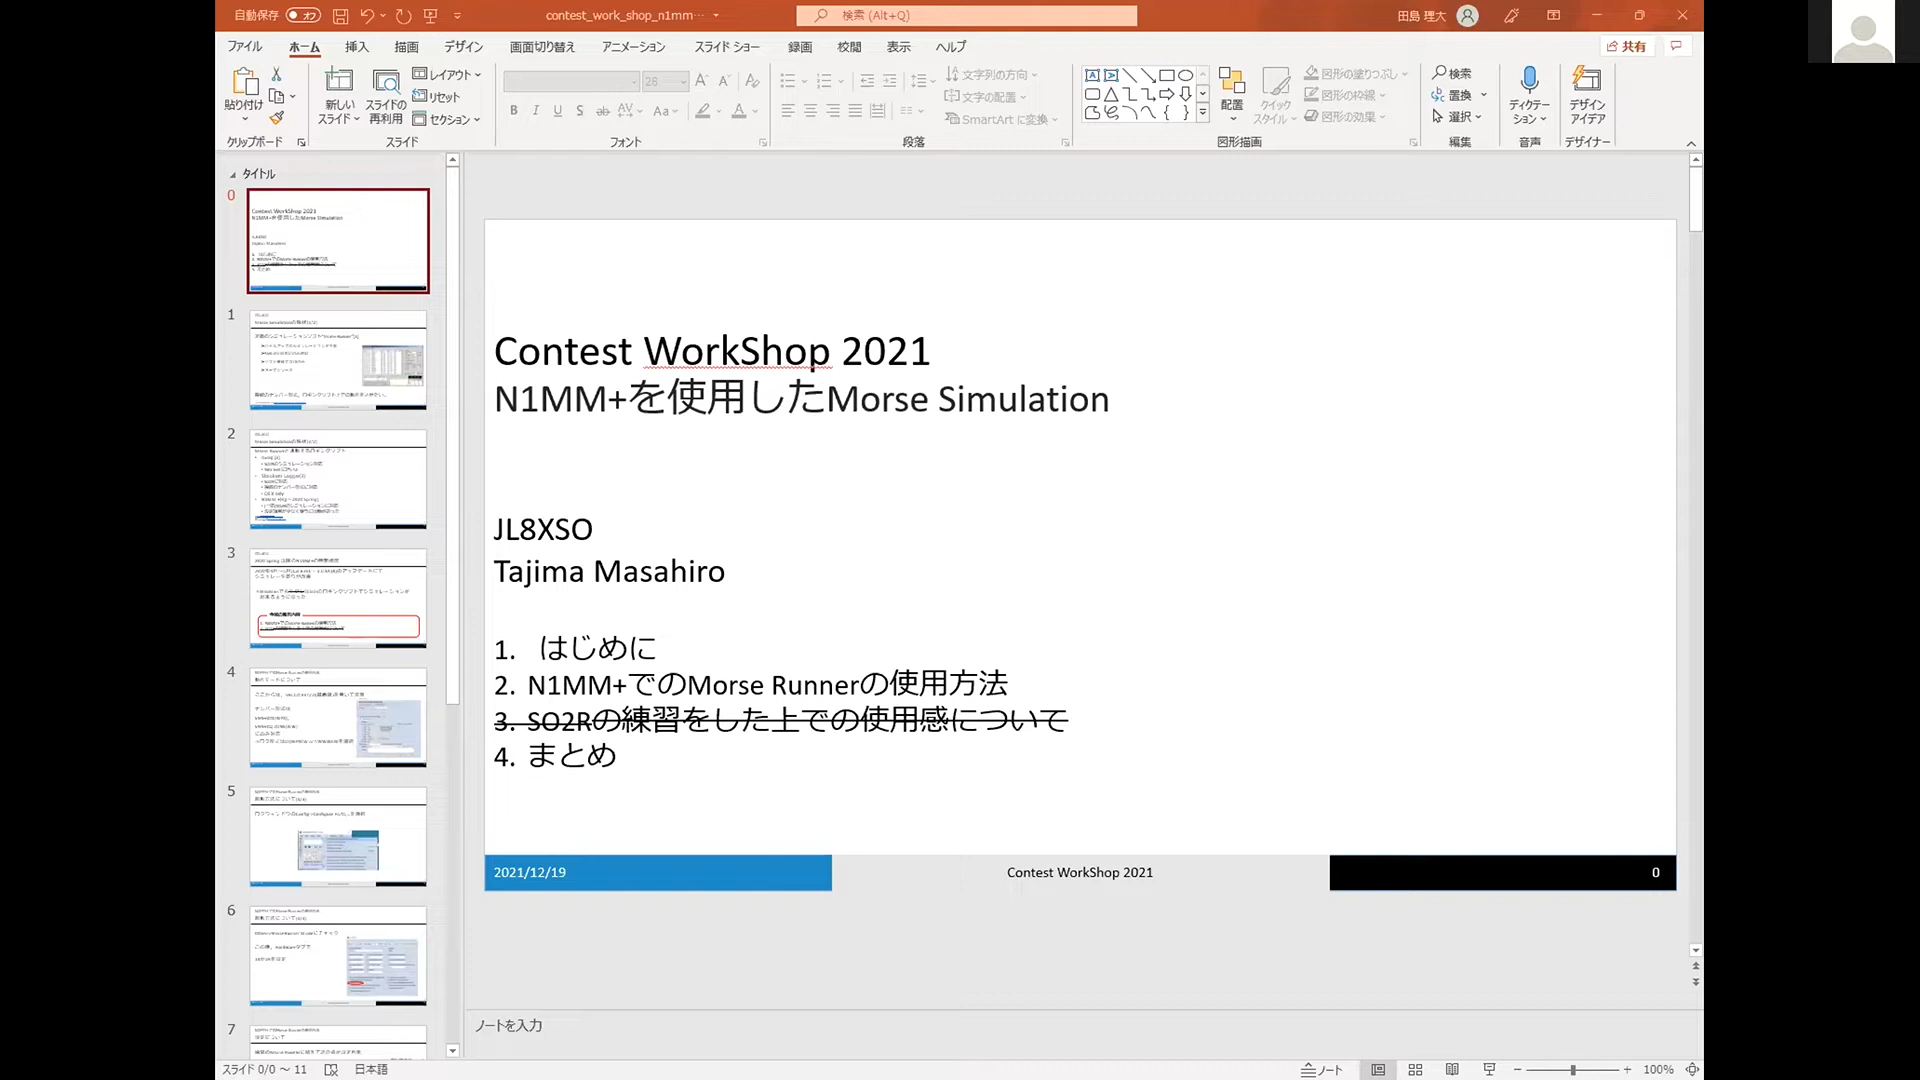 自動保存
オフ
contest_work_shop_n1mm…
検索 (Alt+Q)
田島 理大
ファイル
ホーム
挿入
描画
デザイン
画面切り替え
アニメーション
スライド ショー
録画
校閲
表示
ヘルプ
共有
貼り付け
新しい
スライド
スライドの
再利用
レイアウト
リセット
セクション
28
文字列の方向
文字の配置
SmartArt に変換
配置
クイック
スタイル
図形の塗りつぶし
図形の枠線
図形の効果
検索
置換
選択
ディクテー
ション
デザイン
アイデア
クリップボード
スライド
フォント
段落
図形描画
編集
音声
デザイナー
タイトル
0
1
2
3
4
5
6
7
Contest WorkShop 2021
N1MM+を使用したMorse Simulation
JL8XSO
Tajima Masahiro
1. はじめに
2. N1MM+でのMorse Runnerの使用方法
3. SO2Rの練習をした上での使用感について
4. まとめ
2021/12/19
Contest WorkShop 2021
0
ノートを入力
スライド 0/0 ～ 11
日本語
ノート
100%